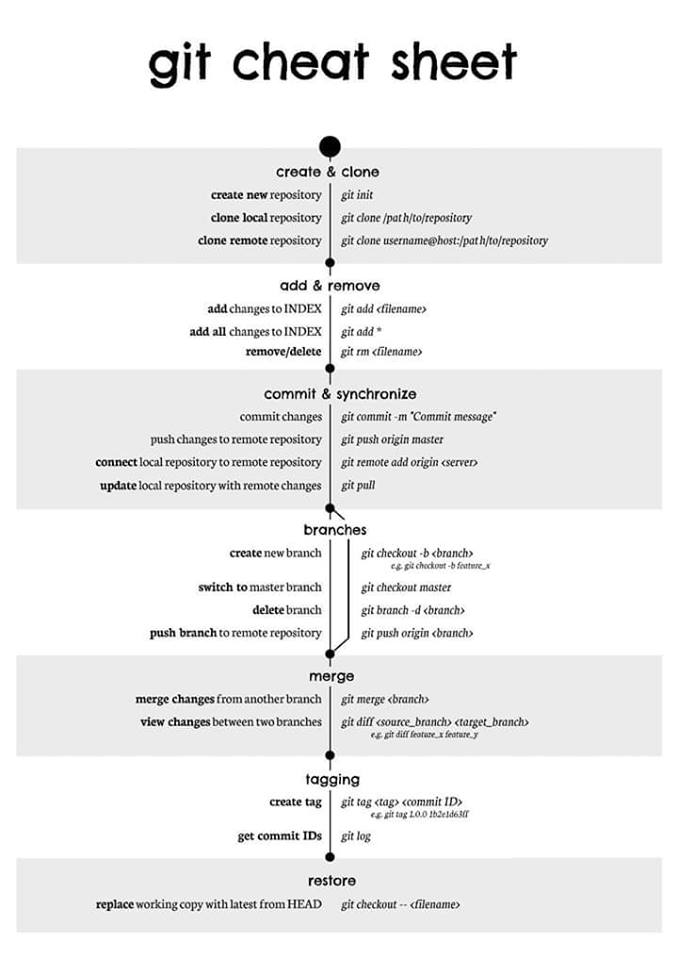 git cheat sheet
create & clone
create new repository git init
clone local repository git clone /path/to/repository
clone remote repository git clone username@host:/path/to/repository
add & remove
add changes to INDEX git add <filename>
add all changes to INDEX git add *
remove/delete git rm <filename>
commit & synchronize
commit changes git commit -m "Commit message"
push changes to remote repository git push origin master
connect local repository to remote repository git remote add origin <server>
update local repository with remote changes git pull
branches
create new branch git checkout -b <branch>
e.g. git checkout -b feature_x
switch to master branch git checkout master
delete branch git branch -d <branch>
push branch to remote repository git push origin <branch>
merge
merge changes from another branch git merge <branch>
view changes between two branches git diff <source_branch> <target_branch>
e.g. git diff feature_x feature_y
tagging
create tag git tag <tag> <commit ID>
e.g. git tag 1.0.0 1b2e1d63ff
get commit IDs git log
restore
replace working copy with latest from HEAD git checkout -- <filename>